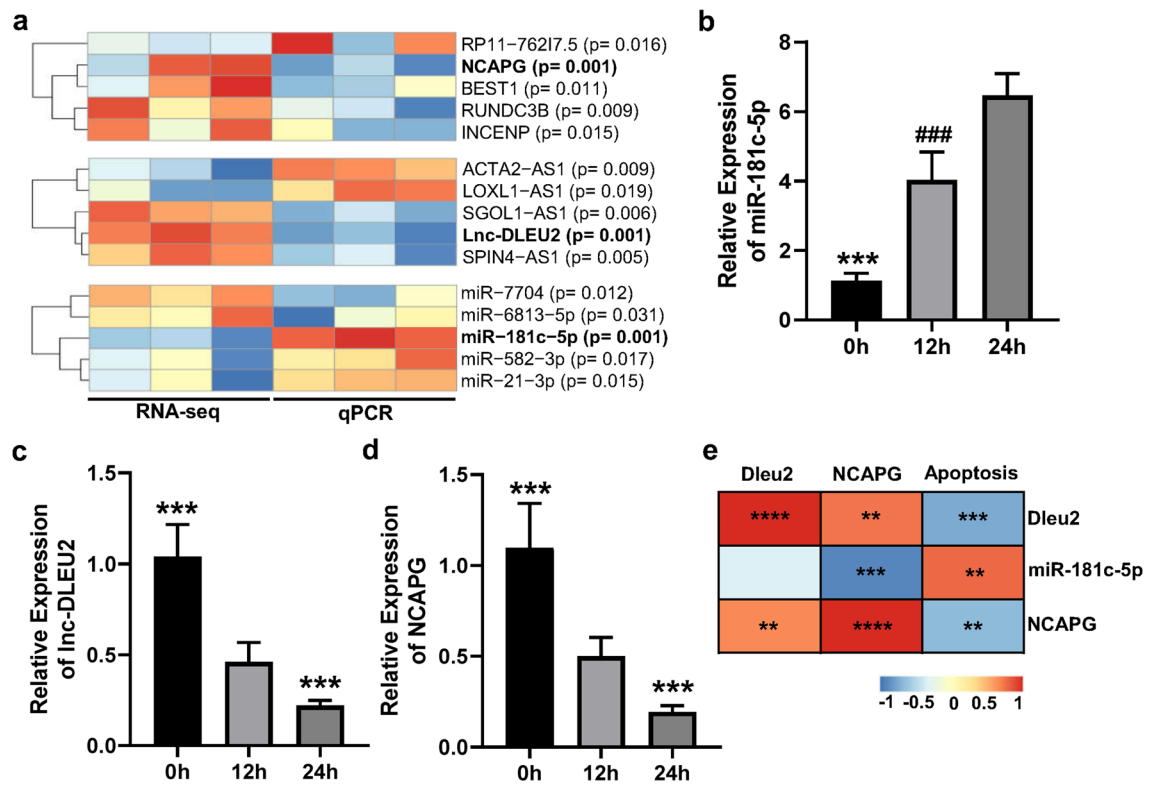 a
RP11−762I7.5 (p= 0.016)
NCAPG (p= 0.001)
BEST1 (p= 0.011)
RUNDC3B (p= 0.009)
INCENP (p= 0.015)
ACTA2−AS1 (p= 0.009)
LOXL1−AS1 (p= 0.019)
SGOL1−AS1 (p= 0.006)
Lnc-DLEU2 (p= 0.001)
SPIN4−AS1 (p= 0.005)
miR−7704 (p= 0.012)
miR−6813−5p (p= 0.031)
miR−181c−5p (p= 0.001)
miR−582−3p (p= 0.017)
miR−21−3p (p= 0.015)
RNA-seq qPCR
b
Relative Expression
of miR-181c-5p
8
6
4
2
0
***
###
0h 12h 24h
c
Relative Expression
of lnc-DLEU2
1.5
1.0
0.5
0.0
***
***
0h 12h 24h
d
Relative Expression
of NCAPG
1.5
1.0
0.5
0.0
***
***
0h 12h 24h
e
Dleu2 NCAPG Apoptosis
**** ** *** Dleu2
*** ** miR-181c-5p
** **** ** NCAPG
-1 -0.5 0 0.5 1